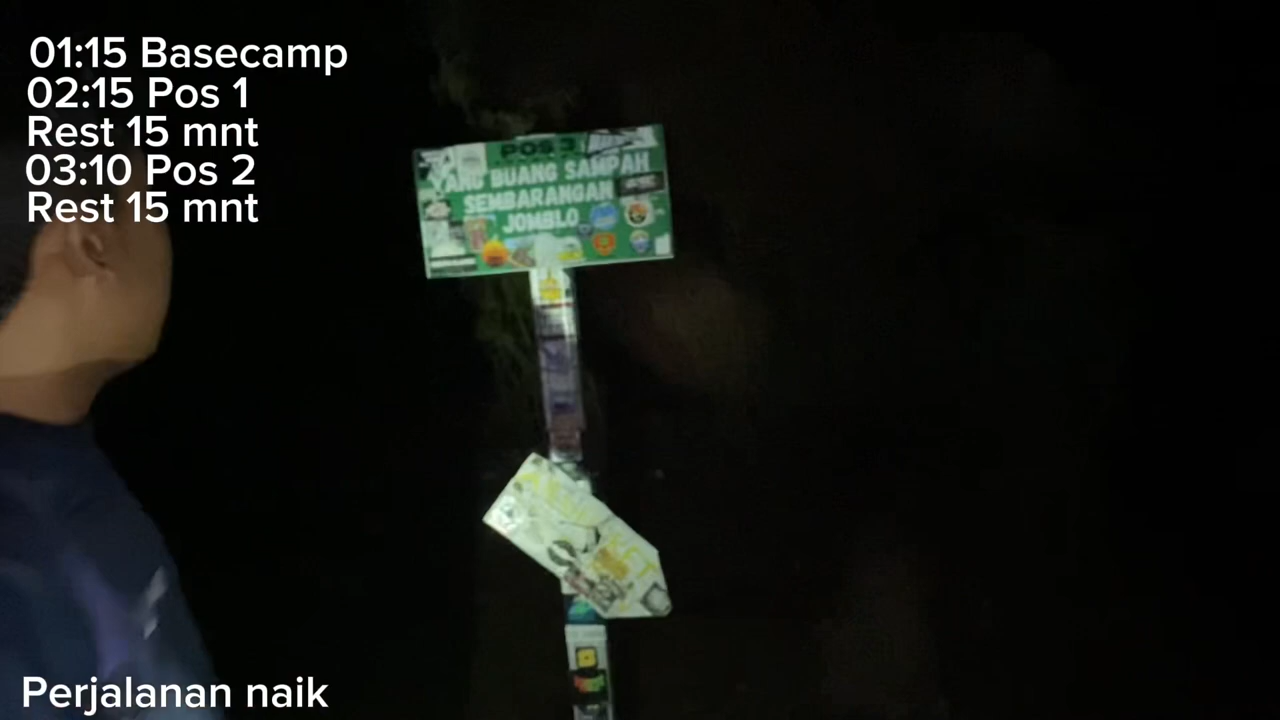 01:15 Basecamp
02:15 Pos 1
Rest 15 mnt
03:10 Pos 2
Rest 15 mnt
POS 3
YANG BUANG SAMPAH
SEMBARANGAN
JOMBLO
Perjalanan naik